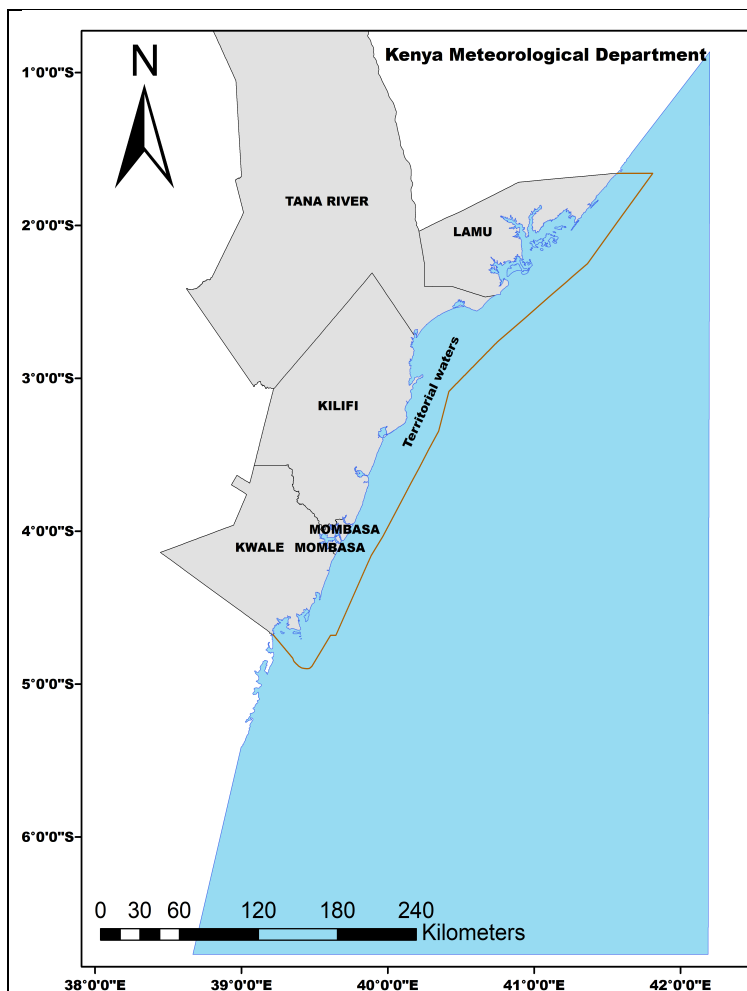 Kenya Meteorological Department
N
1°0'0"S
2°0'0"S
3°0'0"S
4°0'0"S
5°0'0"S
6°0'0"S
TANA RIVER
LAMU
Territorial waters
KILIFI
MOMBASA
KWALE MOMBASA
0 30 60 120 180 240
Kilometers
38°0'0"E 39°0'0"E 40°0'0"E 41°0'0"E 42°0'0"E